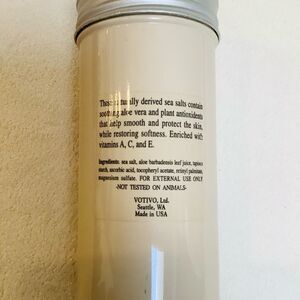 These naturally derived sea salts contain
soothing aloe vera and plant antioxidents
that help smooth and protect the skin,
while restoring softness. Enriched with
vitamins A, C, and E.
Ingredients: sea salt, aloe barbadensis leaf juice, tapioca
starch, ascorbic acid, tocopheryl acetate, retinyl palmitate,
magnesium sulfate. FOR EXTERNAL USE ONLY
-NOT TESTED ON ANIMALS-
VOTIVO, Ltd.
Seattle, WA
Made in USA